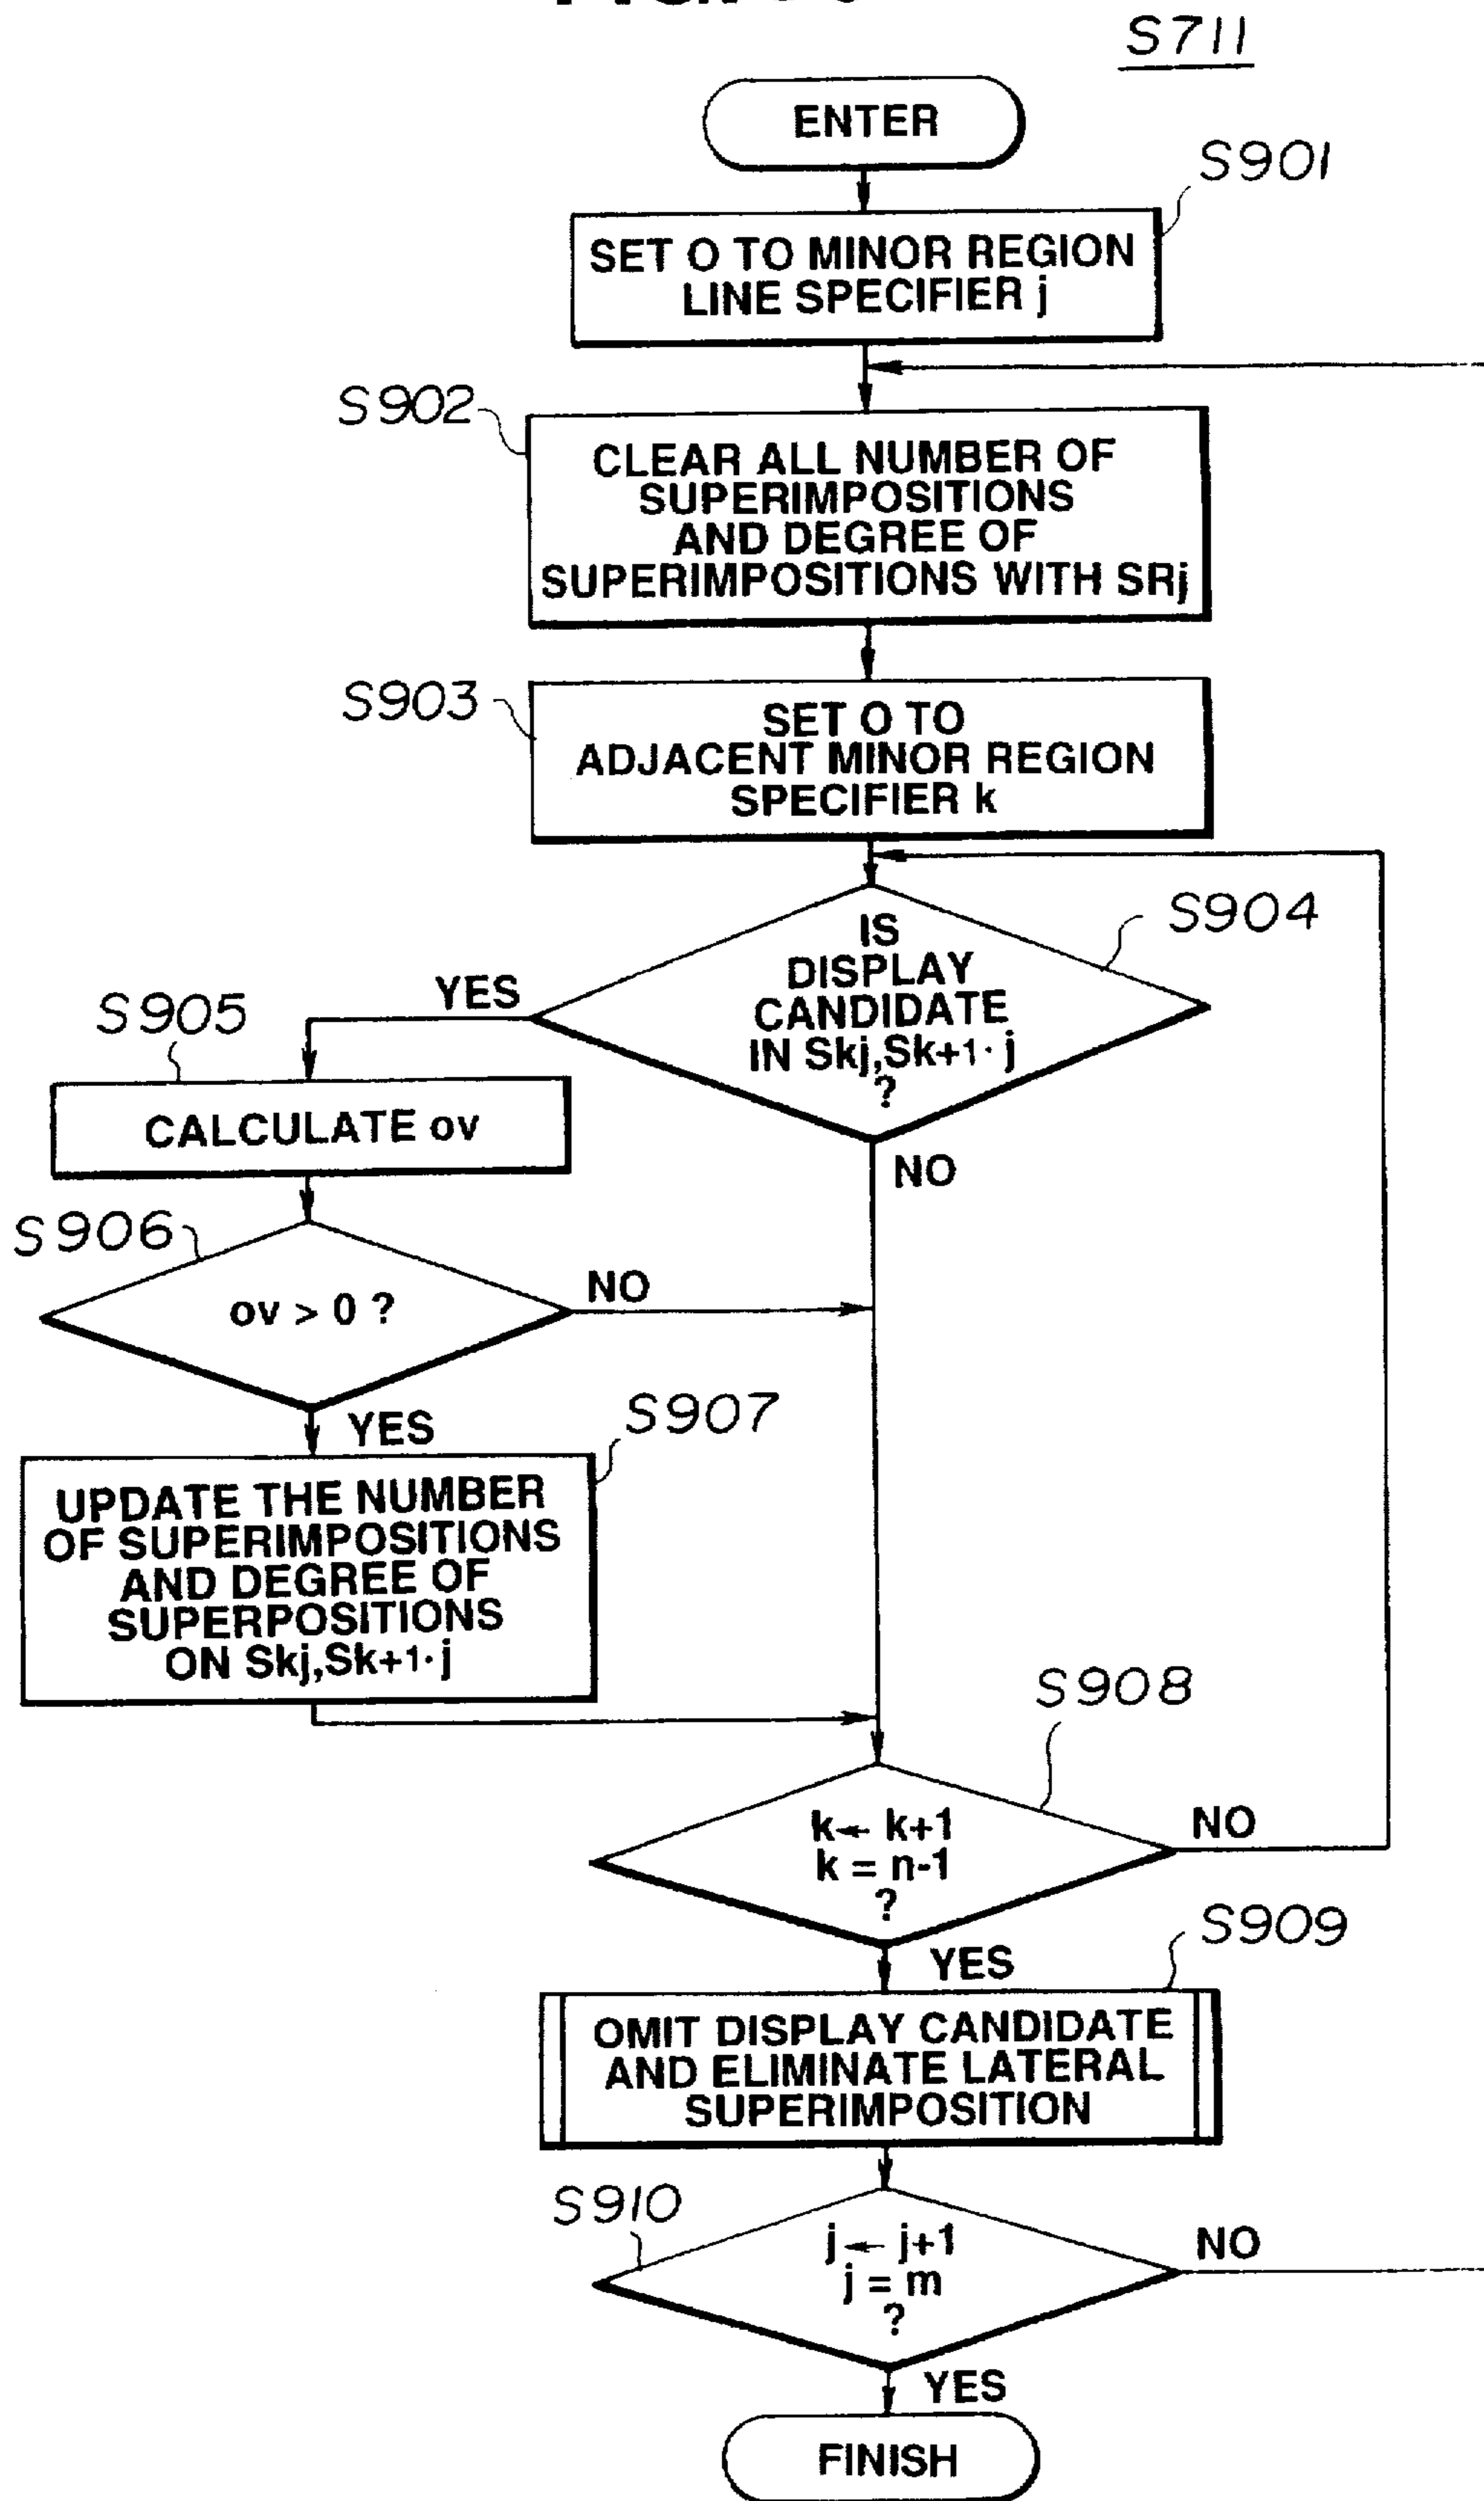 S711
ENTER
S901
SET O TO MINOR REGION
LINE SPECIFIER j
S902
CLEAR ALL NUMBER OF
SUPERIMPOSITIONS
AND DEGREE OF
SUPERIMPOSITIONS WITH SRj
S903
SET O TO
ADJACENT MINOR REGION
SPECIFIER k
S904
IS
DISPLAY
CANDIDATE
IN Skj,Sk+1·j
?
YES
NO
S905
CALCULATE ov
S906
ov > 0 ?
NO
YES
S907
UPDATE THE NUMBER
OF SUPERIMPOSITIONS
AND DEGREE OF
SUPERPOSITIONS
ON Skj,Sk+1·j
S908
k← k+1
k = n-1
?
NO
YES
S909
OMIT DISPLAY CANDIDATE
AND ELIMINATE LATERAL
SUPERIMPOSITION
S910
j← j+1
j = m
?
NO
YES
FINISH